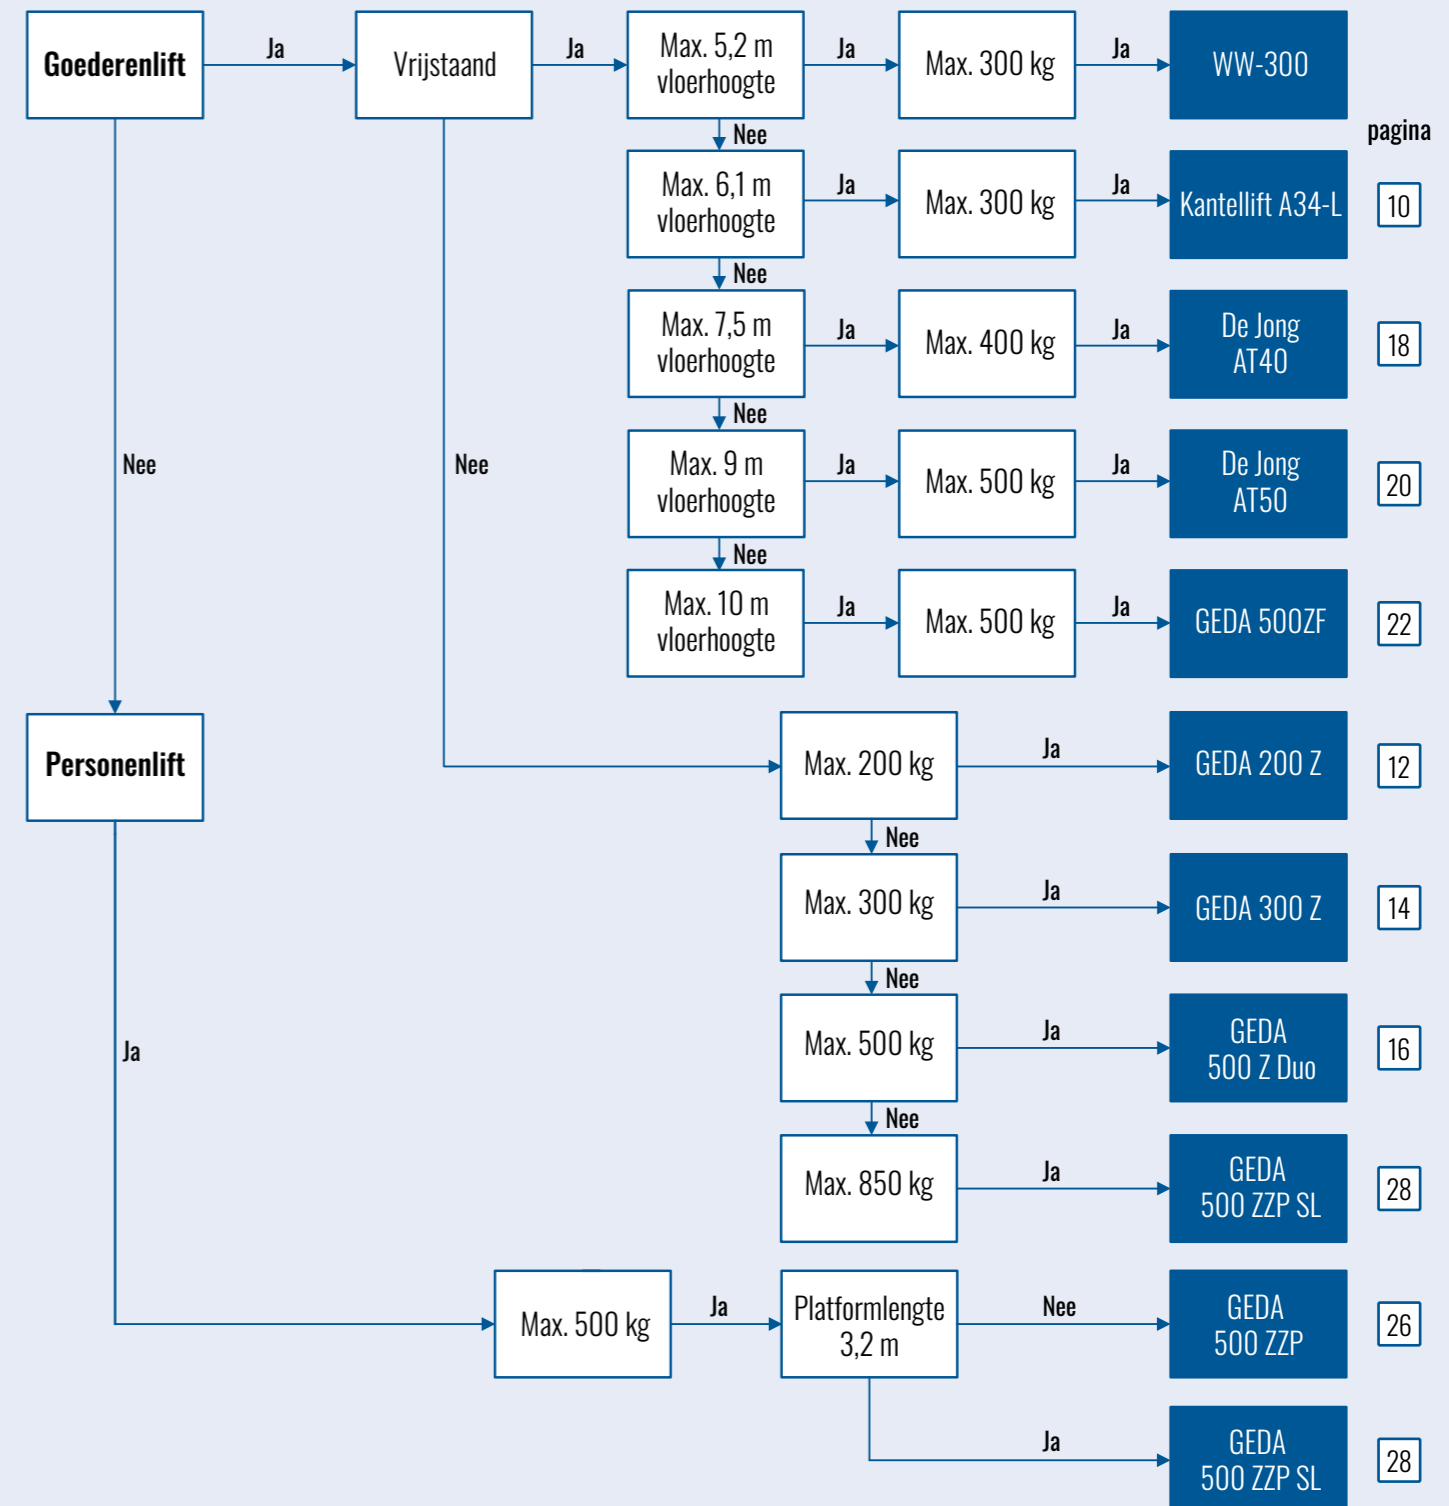 Goederenlift
Ja
Vrijstaand
Ja
Max. 5,2 m
vloerhoogte
Ja
Max. 300 kg
Ja
WW-300
pagina
Nee
Max. 6,1 m
vloerhoogte
Ja
Max. 300 kg
Ja
Kantellift A34-L
10
Nee
Max. 7,5 m
vloerhoogte
Ja
Max. 400 kg
Ja
De Jong
AT40
18
Nee
Nee
Nee
Max. 9 m
vloerhoogte
Ja
Max. 500 kg
Ja
De Jong
AT50
20
Nee
Max. 10 m
vloerhoogte
Ja
Max. 500 kg
Ja
GEDA 500ZF
22
Personenlift
Max. 200 kg
Ja
GEDA 200 Z
12
Nee
Max. 300 kg
Ja
GEDA 300 Z
14
Nee
Ja
Max. 500 kg
Ja
GEDA
500 Z Duo
16
Nee
Max. 850 kg
Ja
GEDA
500 ZZP SL
28
Max. 500 kg
Ja
Platformlengte
3,2 m
Nee
GEDA
500 ZZP
26
Ja
GEDA
500 ZZP SL
28